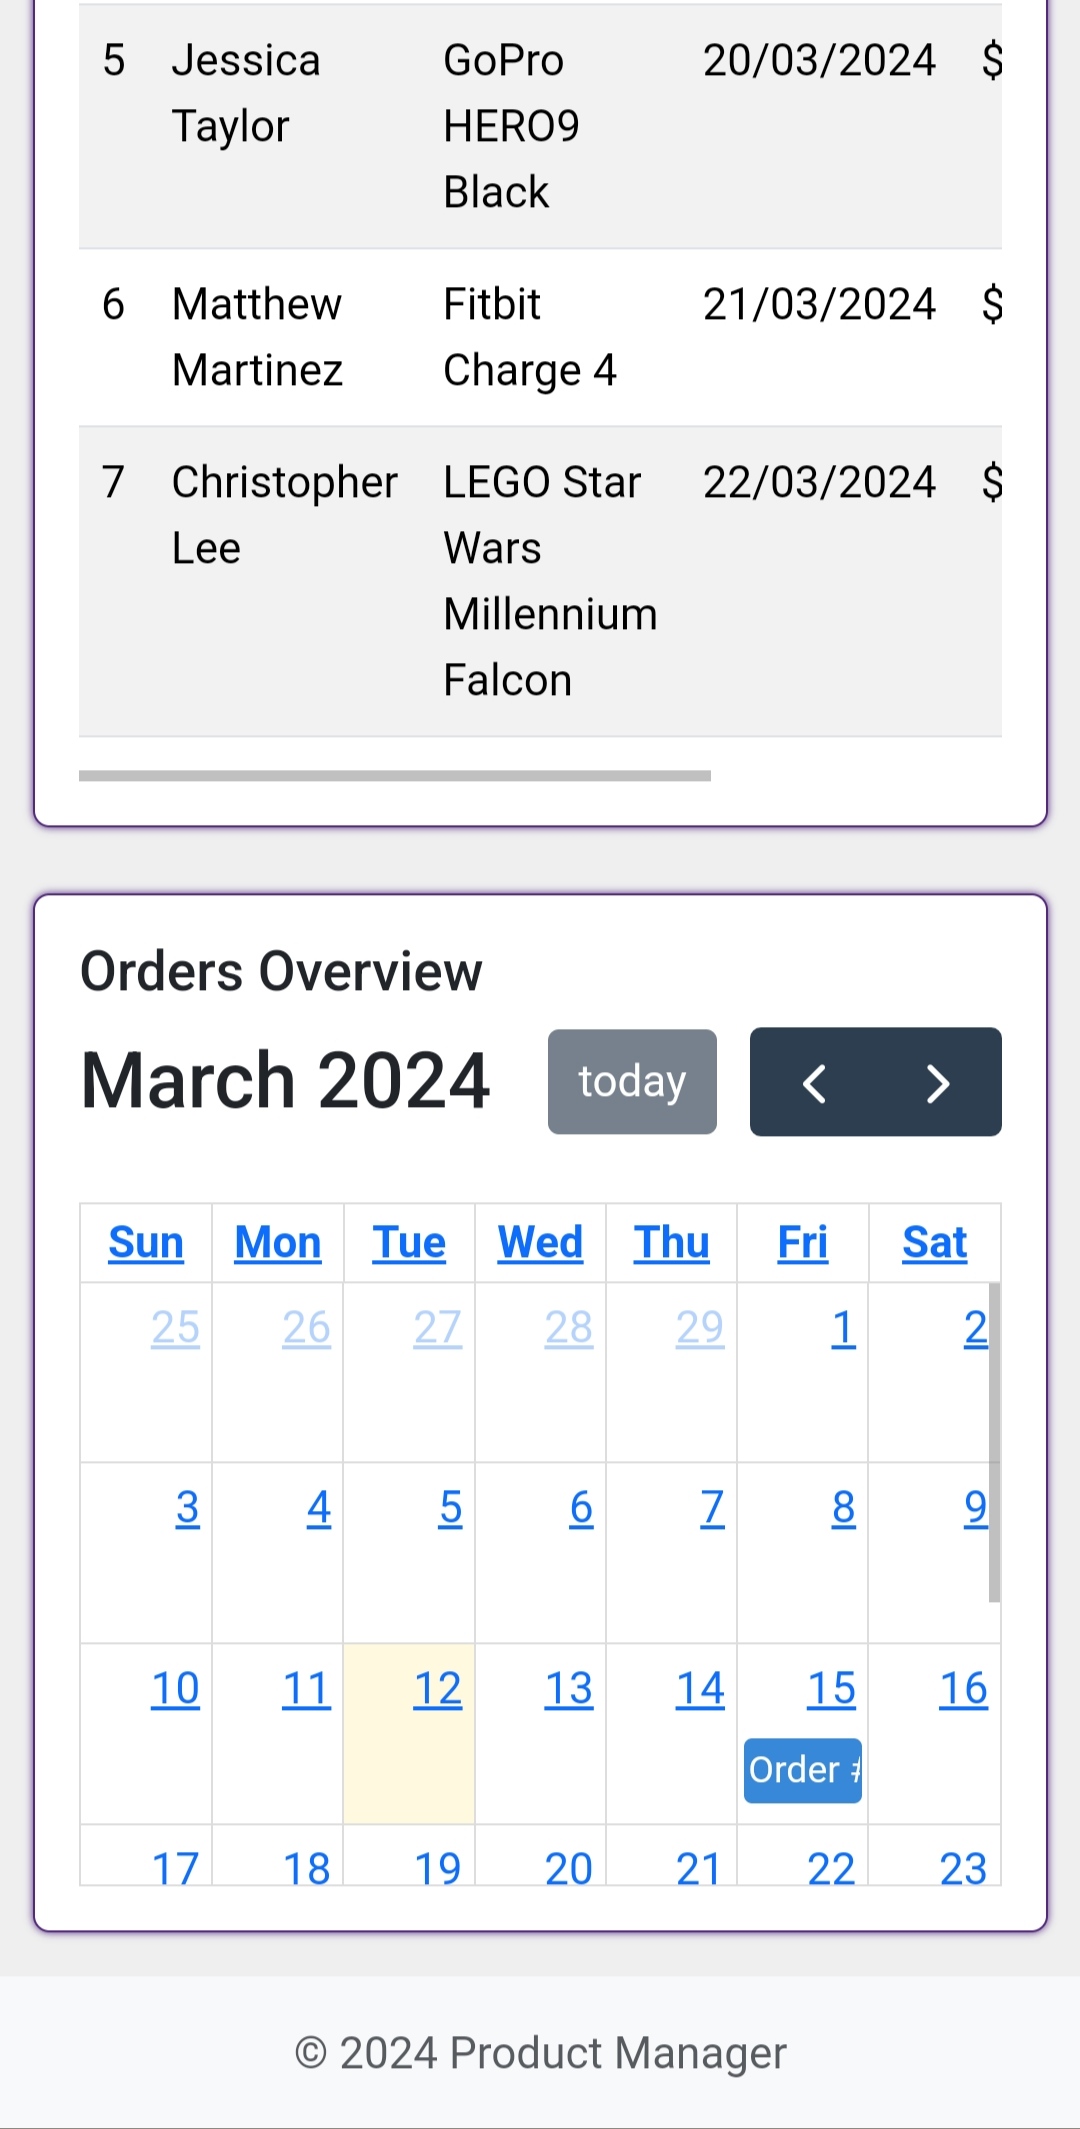 5 Jessica GoPro 20/03/2024 $
Taylor HERO9
Black
6 Matthew Fitbit 21/03/2024 $
Martinez Charge 4
7 Christopher LEGO Star 22/03/2024 $
Lee Wars
Millennium
Falcon
Orders Overview
March 2024 today
Sun Mon Tue Wed Thu Fri Sat
25 26 27 28 29 1 2
3 4 5 6 7 8 9
10 11 12 13 14 15 16
Order #
17 18 19 20 21 22 23
© 2024 Product Manager